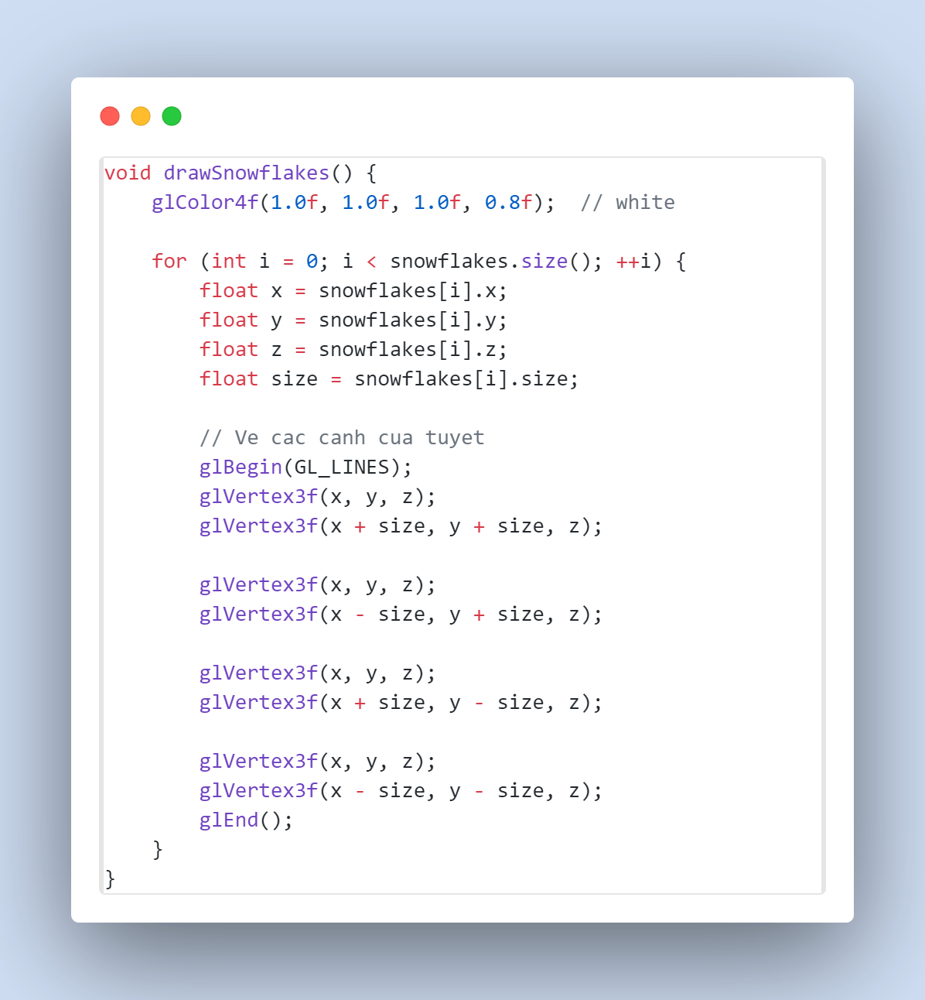 void drawSnowflakes() {
    glColor4f(1.0f, 1.0f, 1.0f, 0.8f);  // white

    for (int i = 0; i < snowflakes.size(); ++i) {
        float x = snowflakes[i].x;
        float y = snowflakes[i].y;
        float z = snowflakes[i].z;
        float size = snowflakes[i].size;

        // Ve cac canh cua tuyet
        glBegin(GL_LINES);
        glVertex3f(x, y, z);
        glVertex3f(x + size, y + size, z);

        glVertex3f(x, y, z);
        glVertex3f(x - size, y + size, z);

        glVertex3f(x, y, z);
        glVertex3f(x + size, y - size, z);

        glVertex3f(x, y, z);
        glVertex3f(x - size, y - size, z);
        glEnd();
    }
}